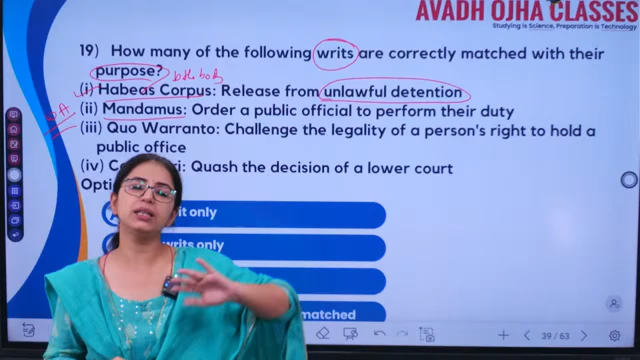 AVADH OJHA CLASSES
Studying is Science, Preparation is Technology
19) How many of the following writs are correctly matched with their
purpose?
(i) Habeas Corpus: Release from unlawful detention
(ii) Mandamus: Order a public official to perform their duty
(iii) Quo Warranto: Challenge the legality of a person's right to hold a
public office
(iv) Quash the decision of a lower court
it only
writs only
matched
39/63